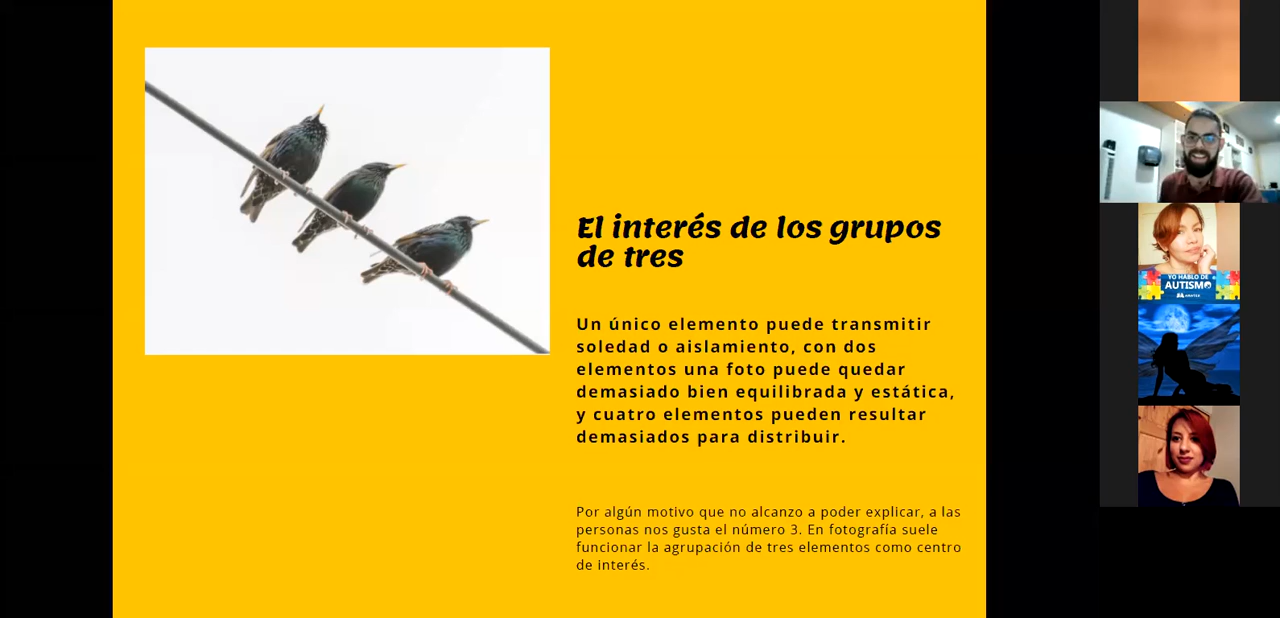 El interés de los grupos
de tres
Un único elemento puede transmitir
soledad o aislamiento, con dos
elementos una foto puede quedar
demasiado bien equilibrada y estática,
y cuatro elementos pueden resultar
demasiados para distribuir.
Por algún motivo que no alcanzo a poder explicar, a las
personas nos gusta el número 3. En fotografía suele
funcionar la agrupación de tres elementos como centro
de interés.
YO HABLO DE
AUTISMO